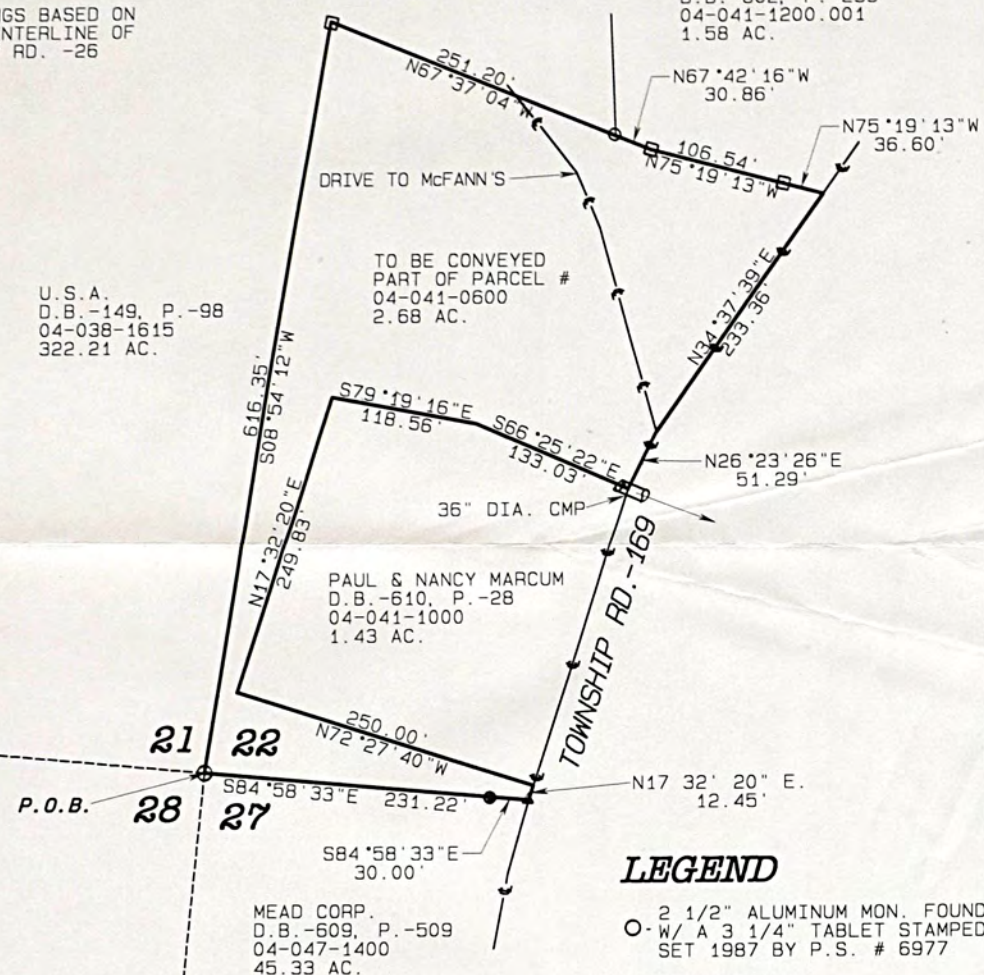 NGS BASED ON
NTERLINE OF
RD. -26
04-041-1200.001
1.58 AC.
251.20'
N67°37'04"W
N67°42'16"W
30.86'
N75°19'13"W
36.60'
106.54'
N75°19'13"W
DRIVE TO McFANN'S
TO BE CONVEYED
PART OF PARCEL #
04-041-0600
2.68 AC.
N34°37'39"E
233.36'
U.S.A.
D.B.-149, P.-98
04-038-1615
322.21 AC.
616.35'
S08°54'12"W
S79°19'16"E
118.56'
S66°25'22"E
133.03'
N26°23'26"E
51.29'
36" DIA. CMP
N17°32'20"E
249.83'
PAUL & NANCY MARCUM
D.B.-610, P.-28
04-041-1000
1.43 AC.
TOWNSHIP RD.-169
250.00'
N72°27'40"W
21 22
P.O.B.
28 27
S84°58'33"E 231.22'
N17 32' 20" E.
12.45'
S84°58'33"E
30.00'
MEAD CORP.
D.B.-609, P.-509
04-047-1400
45.33 AC.
LEGEND
O- 2 1/2" ALUMINUM MON. FOUND
W/ A 3 1/4" TABLET STAMPED
SET 1987 BY P.S. # 6977